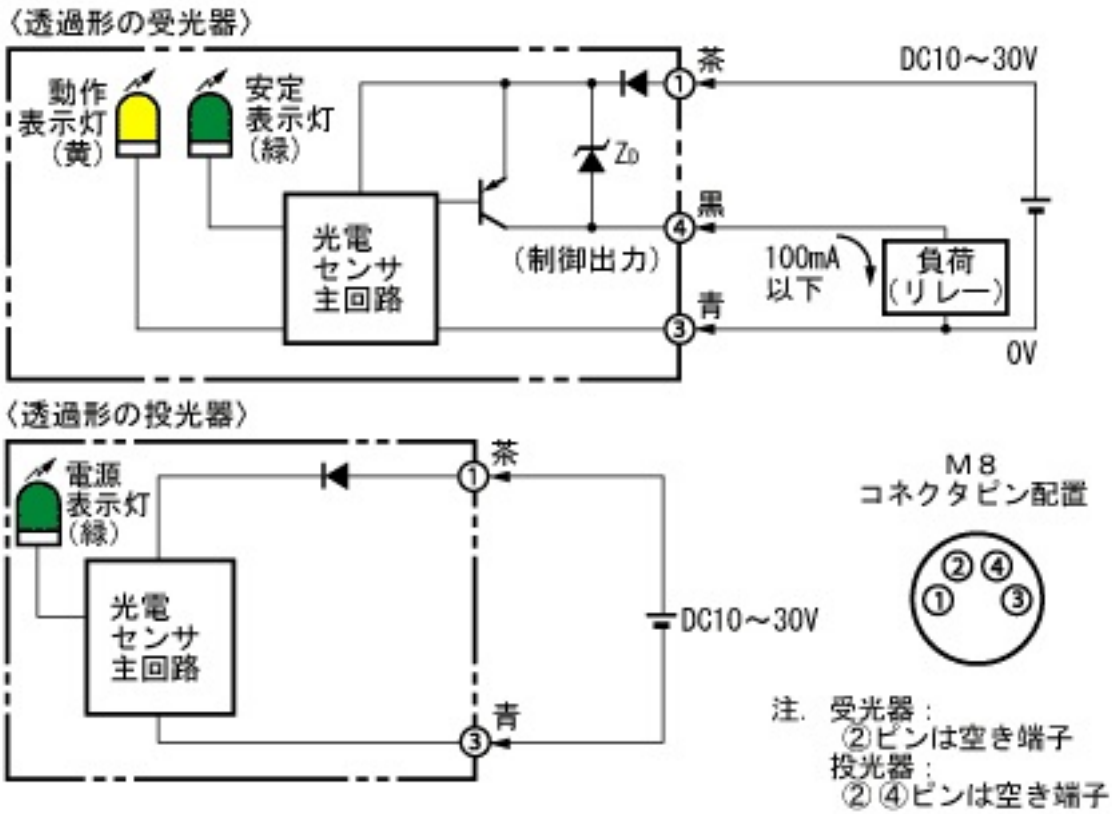 〈透過形の受光器〉
動作
表示灯
(黄)
安定
表示灯
(緑)
光電
センサ
主回路
ZD
(制御出力)
① 茶
④ 黒
③ 青
DC10～30V
100mA
以下
負荷
(リレー)
0V
〈透過形の投光器〉
電源
表示灯
(緑)
光電
センサ
主回路
① 茶
③ 青
DC10～30V
M8
コネクタピン配置
② ④
① ③
注. 受光器：
②ピンは空き端子
投光器：
② ④ピンは空き端子